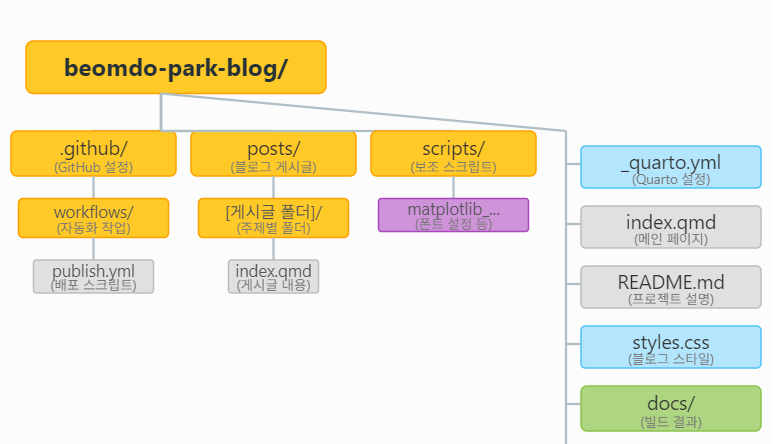 beomdo-park-blog/
.github/
(GitHub 설정)
posts/
(블로그 게시글)
scripts/
(보조 스크립트)
_quarto.yml
(Quarto 설정)
workflows/
(자동화 작업)
[게시글 폴더]/
(주제별 폴더)
matplotlib_...
(폰트 설정 등)
index.qmd
(메인 페이지)
publish.yml
(배포 스크립트)
index.qmd
(게시글 내용)
README.md
(프로젝트 설명)
styles.css
(블로그 스타일)
docs/
(빌드 결과)